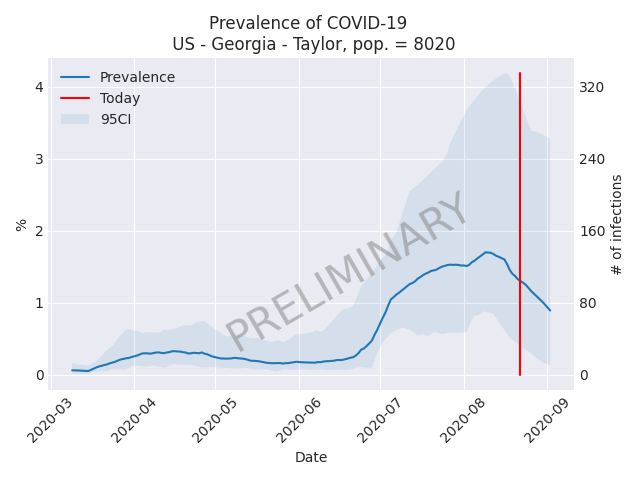 Prevalence of COVID-19
US - Georgia - Taylor, pop. = 8020
Prevalence
Today
95CI
PRELIMINARY
%
4
3
2
1
0
# of infections
320
240
160
80
0
2020-03
2020-04
2020-05
2020-06
2020-07
2020-08
2020-09
Date